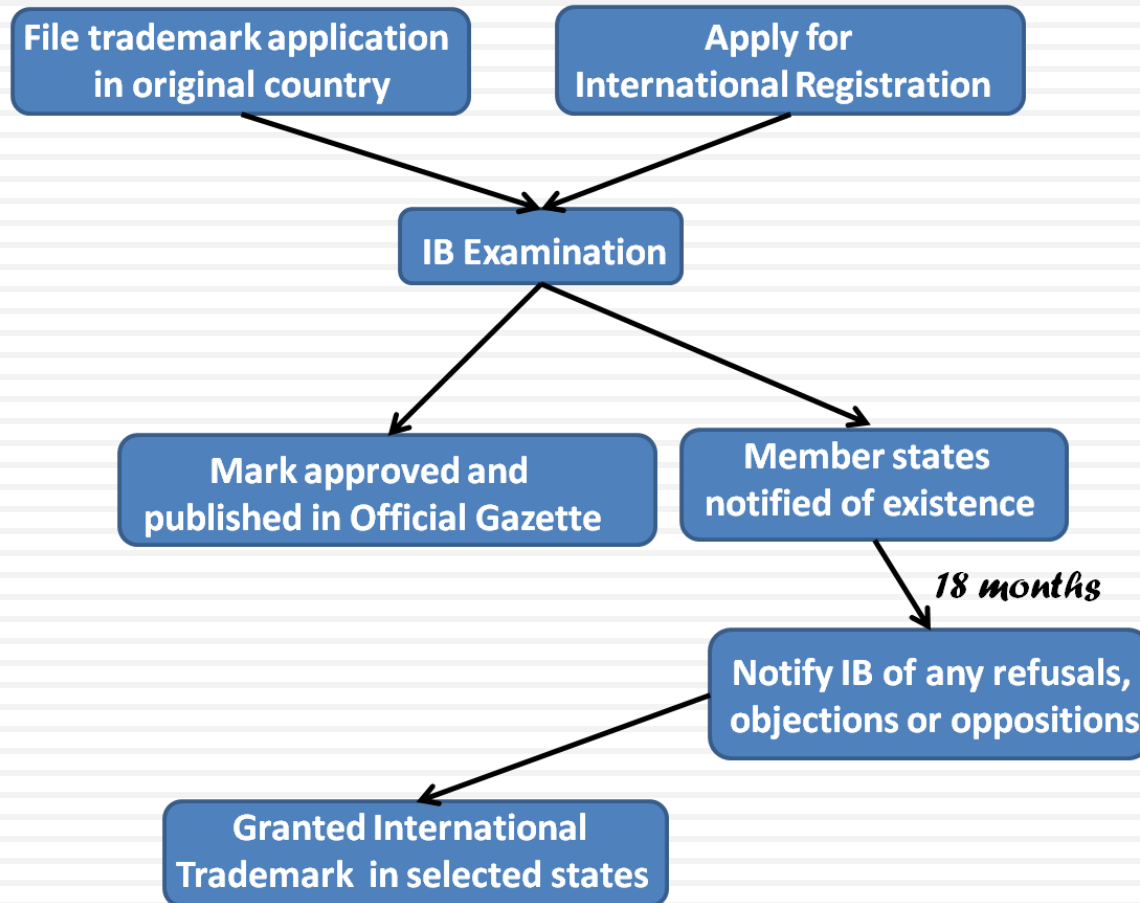 File trademark application
in original country
Apply for
International Registration
IB Examination
Mark approved and
published in Official Gazette
Member states
notified of existence
18 months
Notify IB of any refusals,
objections or oppositions
Granted International
Trademark in selected states